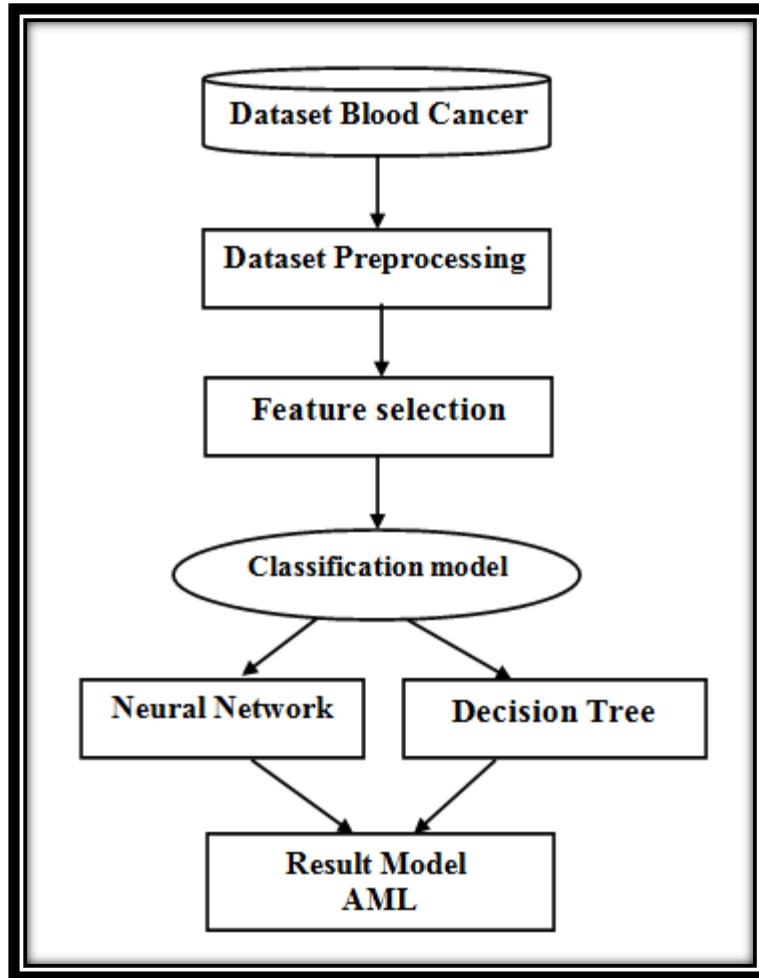 Dataset Blood Cancer
Dataset Preprocessing
Feature selection
Classification model
Neural Network
Decision Tree
Result Model
AML